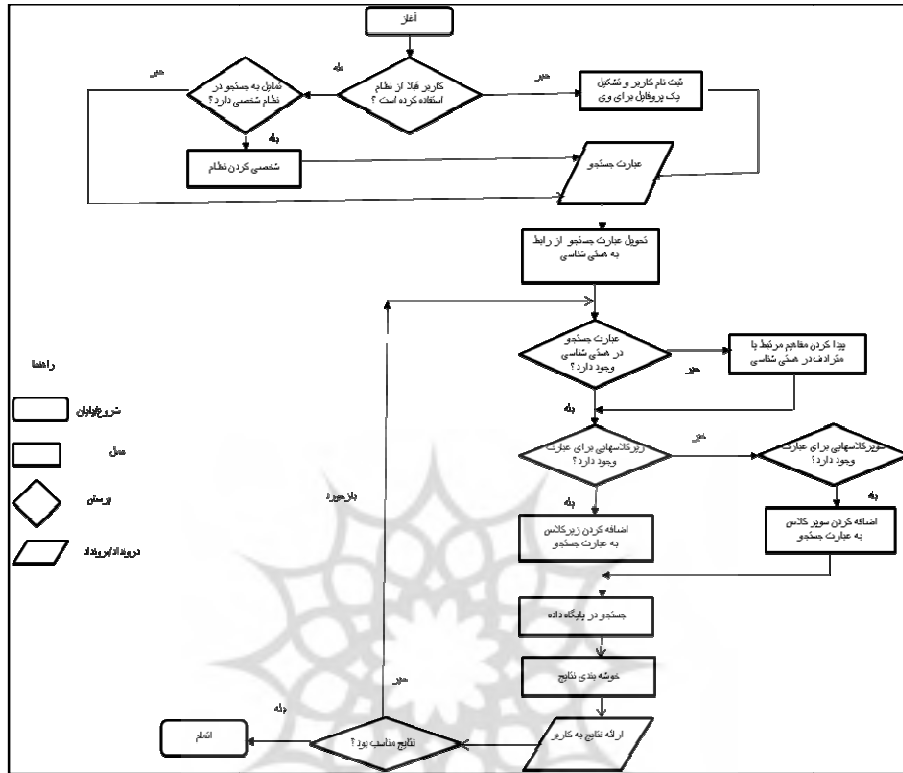 آغاز
کاربر قبلا از نظام
استفاده کرده است ؟
بله
خیر
تمایل به جستجو در
نظام شخصی دارد؟
خیر
بله
ثبت نام کاربر و تشکیل
یک پروفایل برای وی
شخصی کردن نظام
عبارت جستجو
تحویل عبارت جستجو از رابط
به هستی شناسی
عبارت جستجو
در هستی شناسی
وجود دارد؟
خیر
بله
پیدا کردن مفاهیم مرتبط یا
مترادف در هستی شناسی
زیرکلاسهایی برای عبارت
وجود دارد؟
خیر
بله
سوپرکلاسهایی برای عبارت
وجود دارد؟
بله
اضافه کردن زیرکلاس
به عبارت جستجو
اضافه کردن سوپر کلاس
به عبارت جستجو
جستجو در پایگاه داده
خوشه بندی نتایج
ارائه نتایج به کاربر
نتایج مناسب بود؟
خیر
بازخورد
بله
اتمام
راهنما
شروع/پایان
عمل
پرسش
درونداد/برونداد